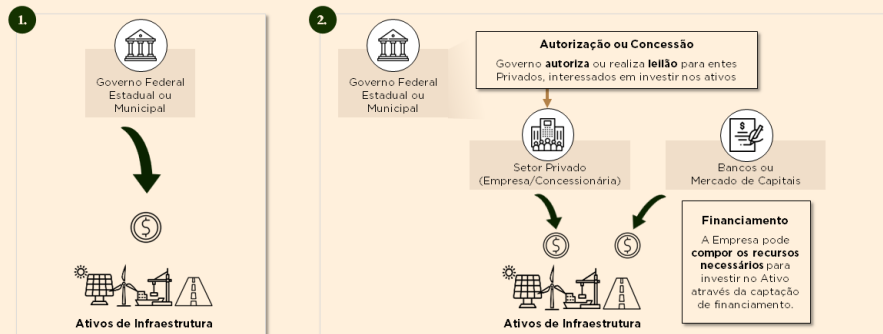 1.
Governo Federal
Estadual ou
Municipal
$
Ativos de Infraestrutura
2.
Governo Federal
Estadual ou
Municipal
Autorização ou Concessão
Governo autoriza ou realiza leilão para entes
Privados, interessados em investir nos ativos
Setor Privado
(Empresa/Concessionária)
$
Bancos ou
Mercado de Capitais
$
$
Financiamento
A Empresa pode
compor os recursos
necessários para
investir no Ativo
através da captação
de financiamento.
Ativos de Infraestrutura